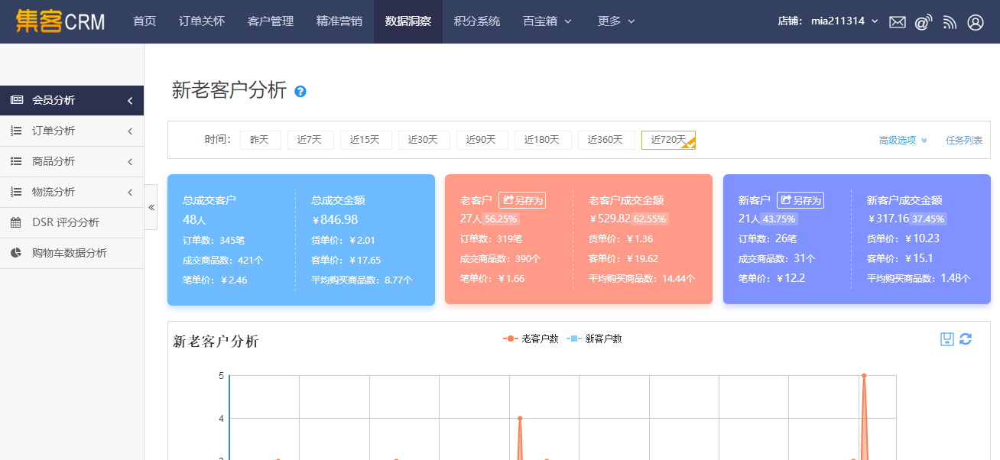 集客CRM 首页 订单关怀 客户管理 精准营销 数据洞察 积分系统 百宝箱 更多 店铺： mia211314
会员分析
订单分析
商品分析
物流分析
DSR 评分分析
购物车数据分析
«
新老客户分析 ?
时间： 昨天 近7天 近15天 近30天 近90天 近180天 近360天 近720天 高级选项 任务列表
总成交客户
48人
订单数：345笔
成交商品数：421个
笔单价：￥2.46
总成交金额
￥846.98
货单价：￥2.01
客单价：￥17.65
平均购买商品数：8.77个
老客户 另存为
27人 56.25%
订单数：319笔
成交商品数：390个
笔单价：￥1.66
老客户成交金额
￥529.82 62.55%
货单价：￥1.36
客单价：￥19.62
平均购买商品数：14.44个
新客户 另存为
21人 43.75%
订单数：26笔
成交商品数：31个
笔单价：￥12.2
新客户成交金额
￥317.16 37.45%
货单价：￥10.23
客单价：￥15.1
平均购买商品数：1.48个
新老客户分析
老客户数 新客户数
5
4